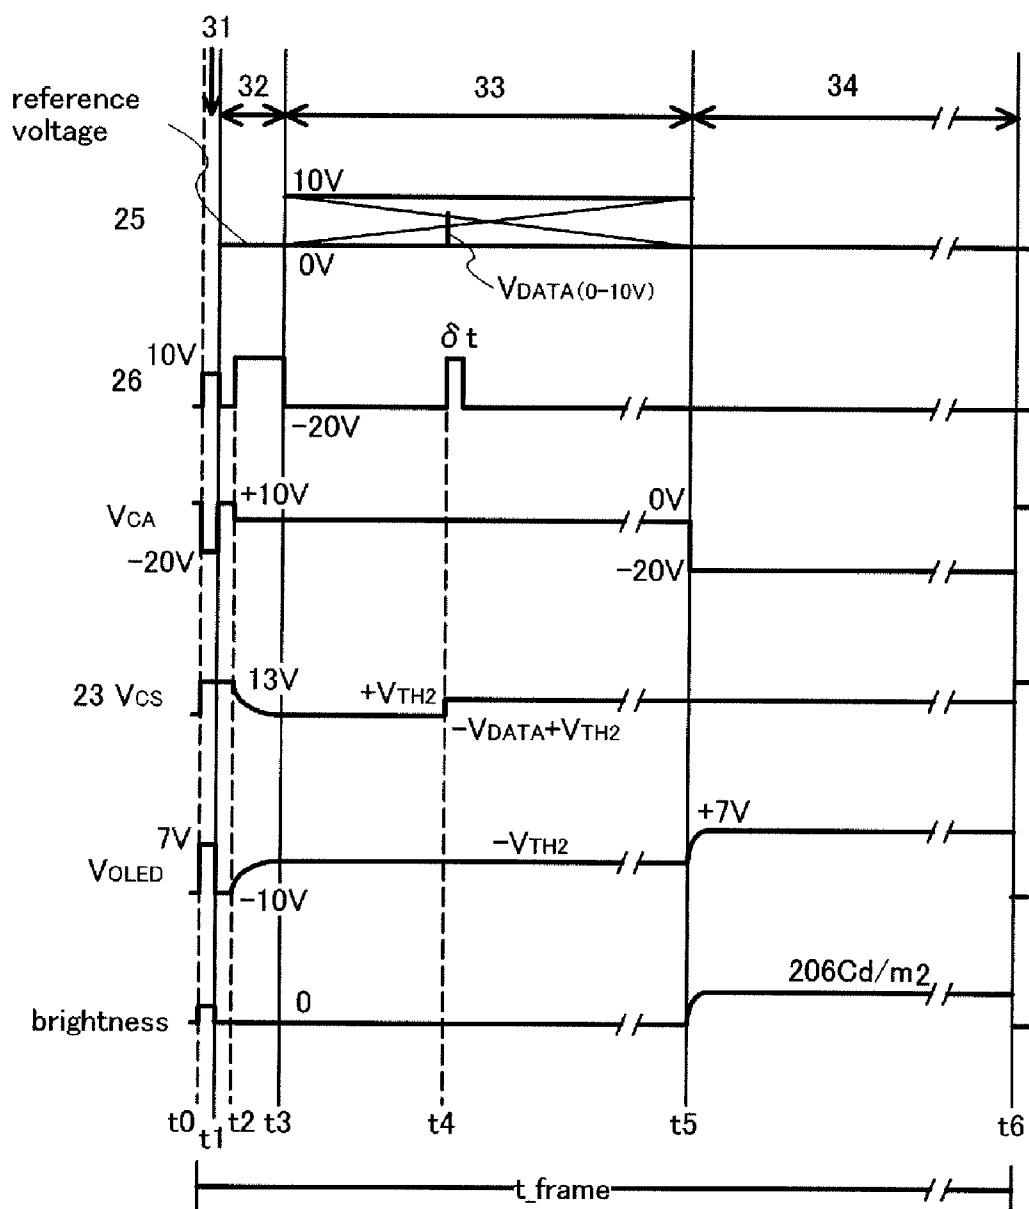 31
32
33
34
reference
voltage
10V
25
0V
VDATA(0-10V)
δt
10V
26
-20V
+10V
0V
VCA
-20V
-20V
13V
+VTH2
23 VCS
-VDATA+VTH2
+7V
7V
-VTH2
VOLED
-10V
206Cd/m2
0
brightness
t0
t1
t2
t3
t4
t5
t6
t_frame